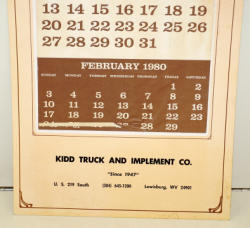 13 14 15 16 17 18 19
20 21 22 23 24 25 26
27 28 29 30 31
FEBRUARY 1980
SUNDAY MONDAY TUESDAY WEDNESDAY THURSDAY FRIDAY SATURDAY
1 2
3 4 5 6 7 8 9
10 11 12 13 14 15 16
17 18 19 20 21 22 23
28 29
KIDD TRUCK AND IMPLEMENT CO.
"Since 1947"
U. S. 219 South (304) 645-1200 Lewisburg, WV 24901